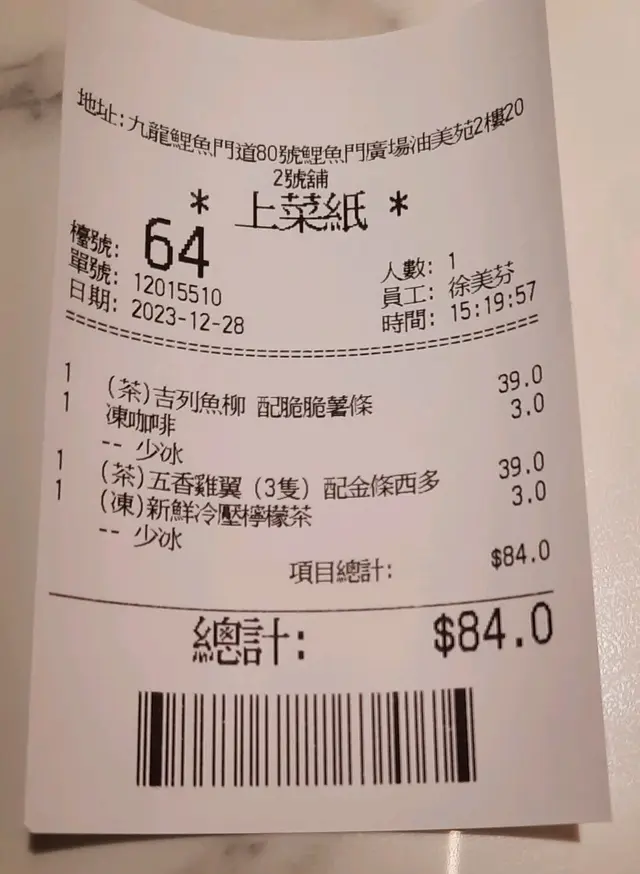 地址:九龍鯉魚門道80號鯉魚門廣場油美苑2樓20
2號舖
* 上菜紙 *
檯號: 64 人數: 1
單號: 12015510 員工: 徐美芬
日期: 2023-12-28 時間: 15:19:57
1 (茶)吉列魚柳 配脆脆薯條 39.0
1 凍咖啡 3.0
-- 少冰
1 (茶)五香雞翼 (3隻) 配金條西多 39.0
1 (凍)新鮮冷壓檸檬茶 3.0
-- 少冰
項目總計: $84.0
總計: $84.0